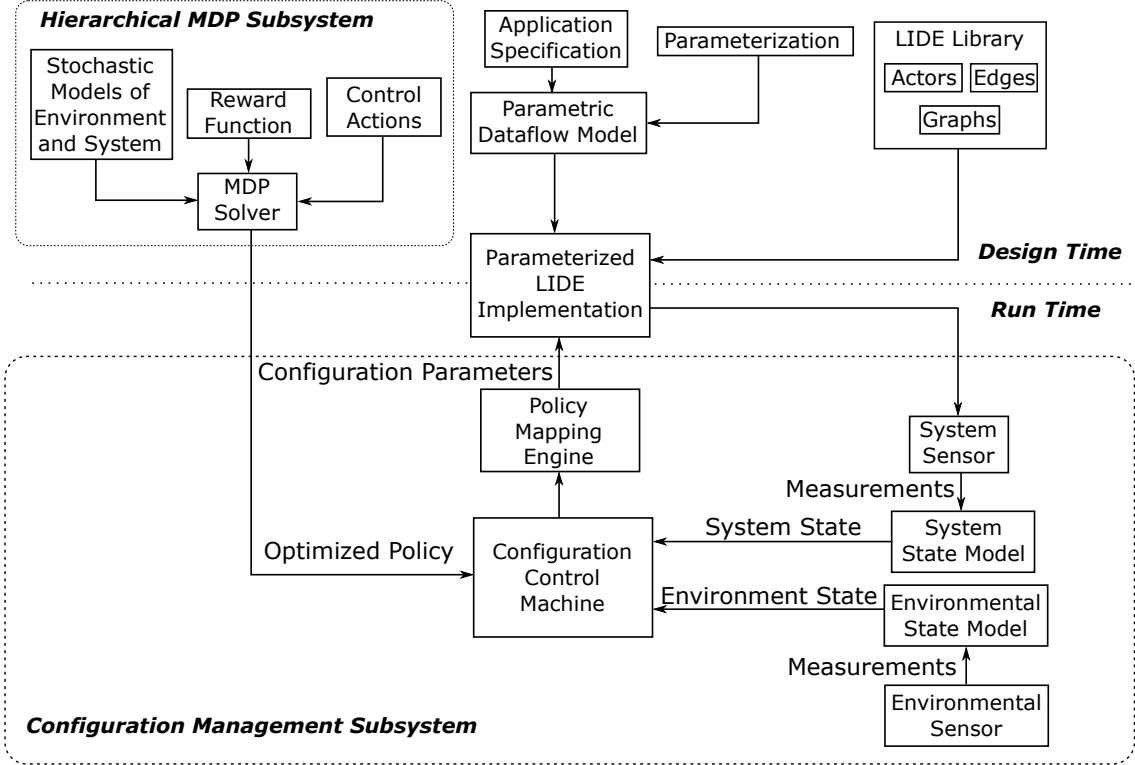 Hierarchical MDP Subsystem
Stochastic
Models of
Environment
and System
Reward
Function
Control
Actions
MDP
Solver
Application
Specification
Parameterization
Parametric
Dataflow Model
LIDE Library
Actors
Edges
Graphs
Parameterized
LIDE
Implementation
Design Time
Run Time
Configuration Parameters
Policy
Mapping
Engine
System
Sensor
Measurements
System State
System
State Model
Optimized Policy
Configuration
Control
Machine
Environment State
Environmental
State Model
Measurements
Environmental
Sensor
Configuration Management Subsystem